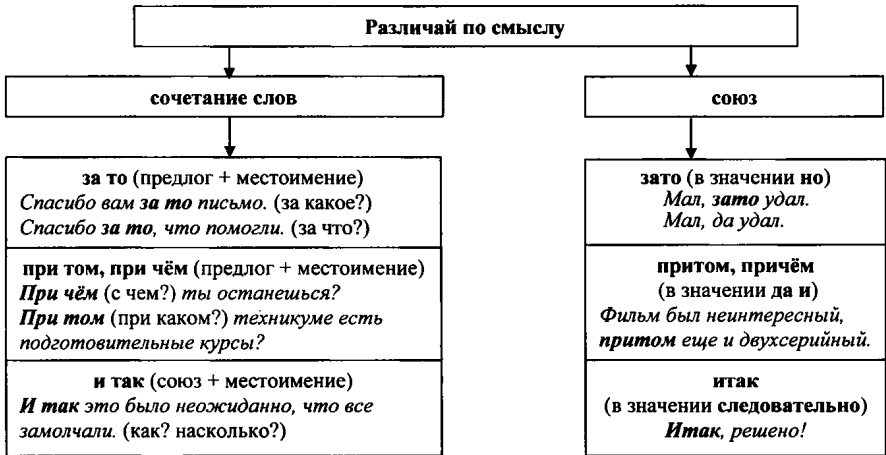 Различай по смыслу
сочетание слов
союз
за то (предлог + местоимение)
Спасибо вам за то письмо. (за какое?)
Спасибо за то, что помогли. (за что?)
зато (в значении но)
Мал, зато удал.
Мал, да удал.
при том, при чём (предлог + местоимение)
При чём (с чем?) ты останешься?
При том (при каком?) техникуме есть
подготовительные курсы?
притом, причём
(в значении да и)
Фильм был неинтересный,
притом еще и двухсерийный.
и так (союз + местоимение)
И так это было неожиданно, что все
замолчали. (как? насколько?)
итак
(в значении следовательно)
Итак, решено!